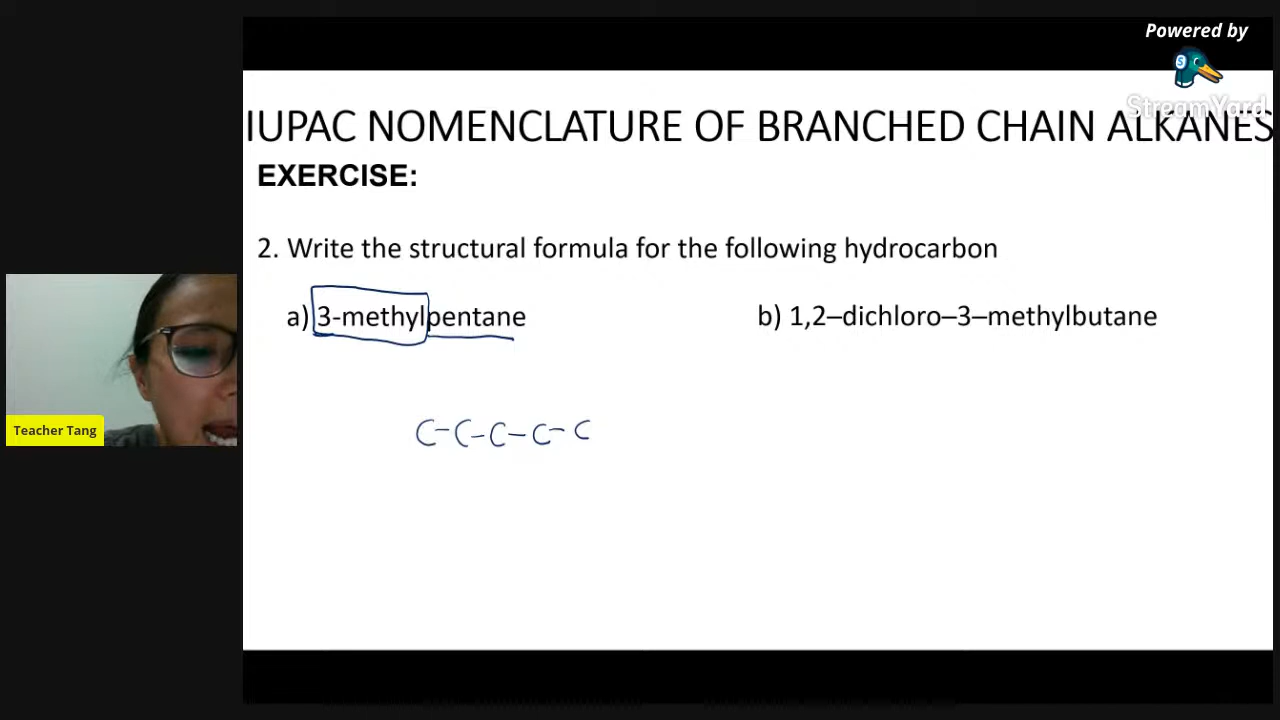 Powered by
StreamYard
IUPAC NOMENCLATURE OF BRANCHED CHAIN ALKANES
EXERCISE:
2. Write the structural formula for the following hydrocarbon
a) 3-methylpentane
b) 1,2–dichloro–3–methylbutane
Teacher Tang
C-C-C-C-C